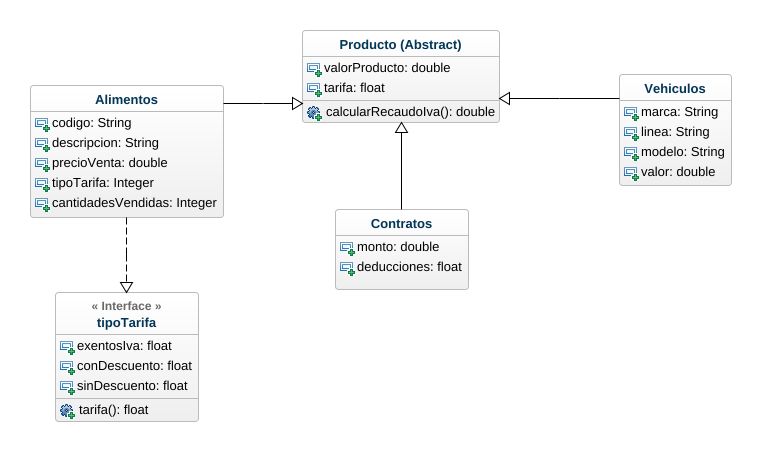 Producto (Abstract)
valorProducto: double
tarifa: float
calcularRecaudoIva(): double
Alimentos
codigo: String
descripcion: String
precioVenta: double
tipoTarifa: Integer
cantidadesVendidas: Integer
Vehiculos
marca: String
linea: String
modelo: String
valor: double
Contratos
monto: double
deducciones: float
« Interface »
tipoTarifa
exentosIva: float
conDescuento: float
sinDescuento: float
tarifa(): float